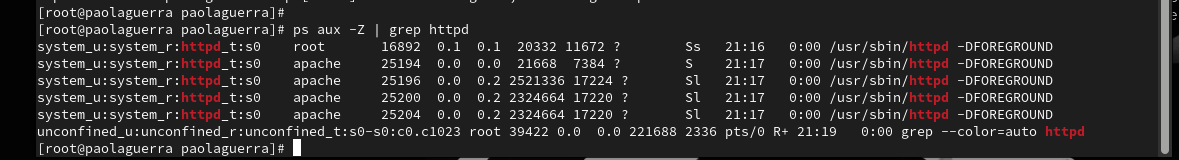 [root@paolaguerra paolaguerra]#
[root@paolaguerra paolaguerra]# ps aux -Z | grep httpd
system_u:system_r:httpd_t:s0    root       16892  0.1  0.1  20332 11672 ?        Ss   21:16   0:00 /usr/sbin/httpd -DFOREGROUND
system_u:system_r:httpd_t:s0    apache     25194  0.0  0.0  21668  7384 ?        S    21:17   0:00 /usr/sbin/httpd -DFOREGROUND
system_u:system_r:httpd_t:s0    apache     25196  0.0  0.2 2521336 17224 ?       Sl   21:17   0:00 /usr/sbin/httpd -DFOREGROUND
system_u:system_r:httpd_t:s0    apache     25200  0.0  0.2 2324664 17220 ?       Sl   21:17   0:00 /usr/sbin/httpd -DFOREGROUND
system_u:system_r:httpd_t:s0    apache     25204  0.0  0.2 2324664 17220 ?       Sl   21:17   0:00 /usr/sbin/httpd -DFOREGROUND
unconfined_u:unconfined_r:unconfined_t:s0-s0:c0.c1023 root 39422 0.0  0.0 221688 2336 pts/0 R+ 21:19   0:00 grep --color=auto httpd
[root@paolaguerra paolaguerra]#